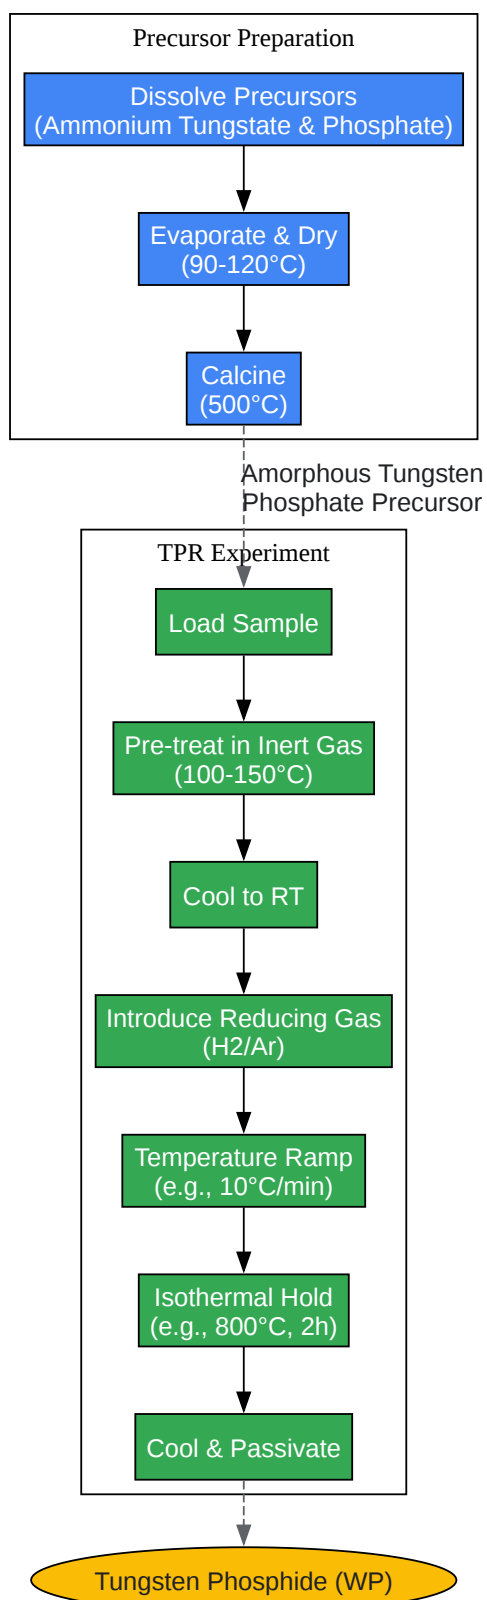 Precursor Preparation
Dissolve Precursors
(Ammonium Tungstate & Phosphate)
Evaporate & Dry
(90-120°C)
Calcine
(500°C)
Amorphous Tungsten
Phosphate Precursor
TPR Experiment
Load Sample
Pre-treat in Inert Gas
(100-150°C)
Cool to RT
Introduce Reducing Gas
(H2/Ar)
Temperature Ramp
(e.g., 10°C/min)
Isothermal Hold
(e.g., 800°C, 2h)
Cool & Passivate
Tungsten Phosphide (WP)